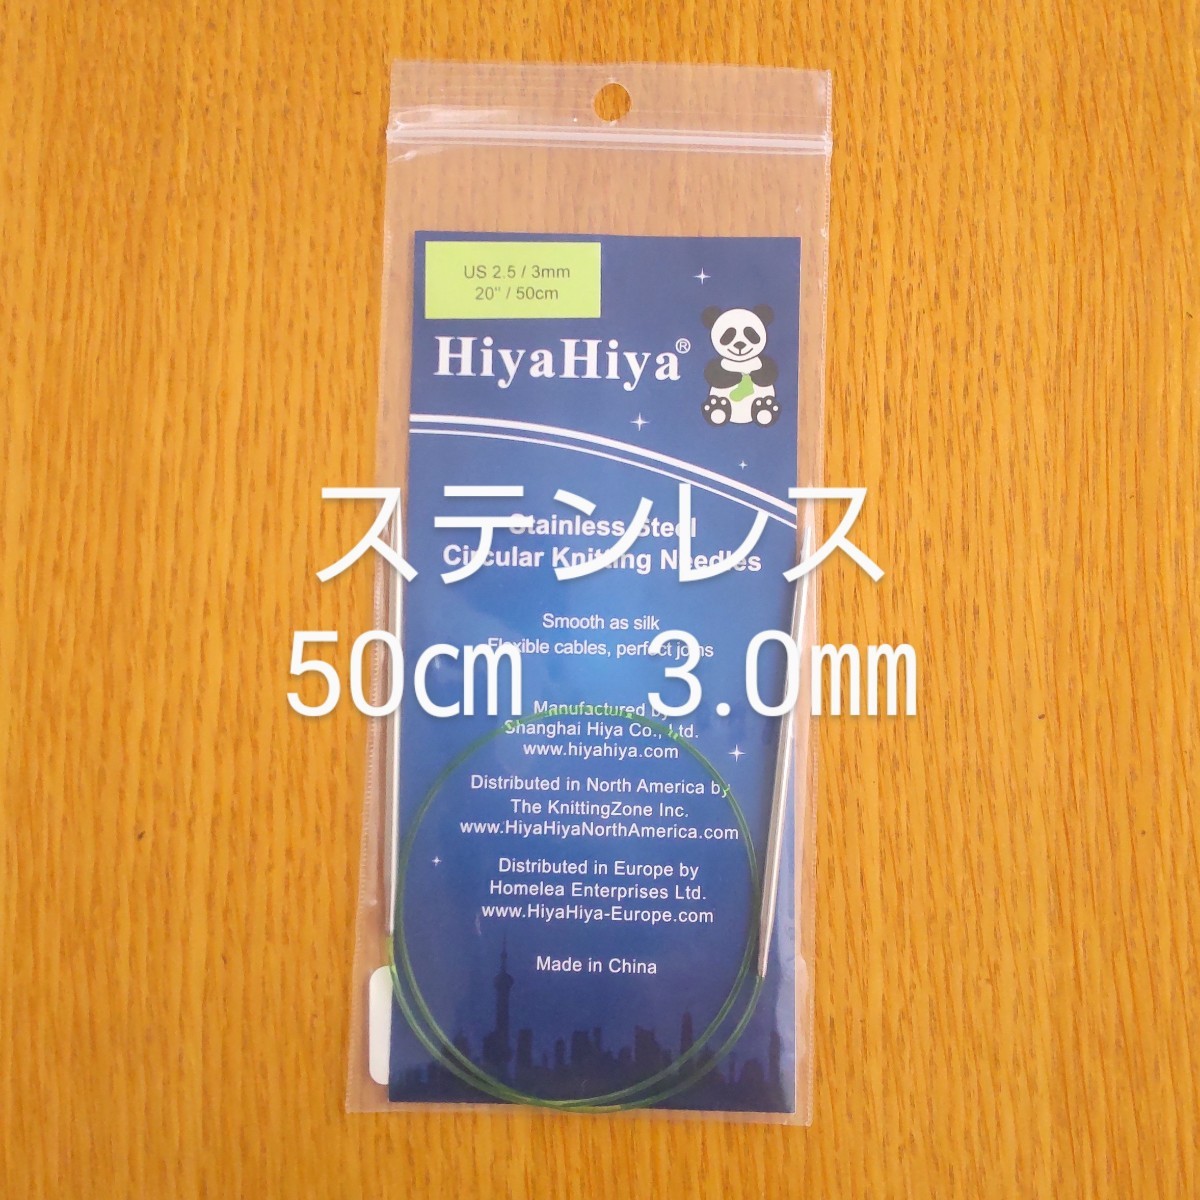 US 2.5 / 3mm
20" / 50cm
HiyaHiya®
ステンレス
Stainless Steel
Circular Knitting Needles
Smooth as silk
Flexible cables, perfect joins
50cm 3.0mm
Manufactured by
Shanghai Hiya Co., Ltd.
www.hiyahiya.com
Distributed in North America by
The KnittingZone Inc.
www.HiyaHiyaNorthAmerica.com
Distributed in Europe by
Homelea Enterprises Ltd.
www.HiyaHiya-Europe.com
Made in China